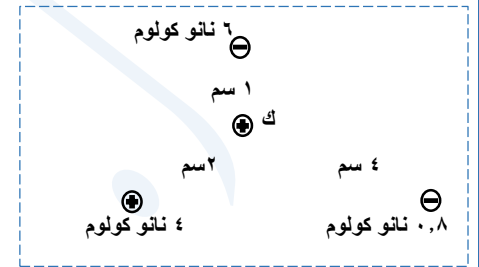 ٦ نانو كولوم
١ سم
ك
٢سم ٤ سم
٤ نانو كولوم ٠,٨ نانو كولوم